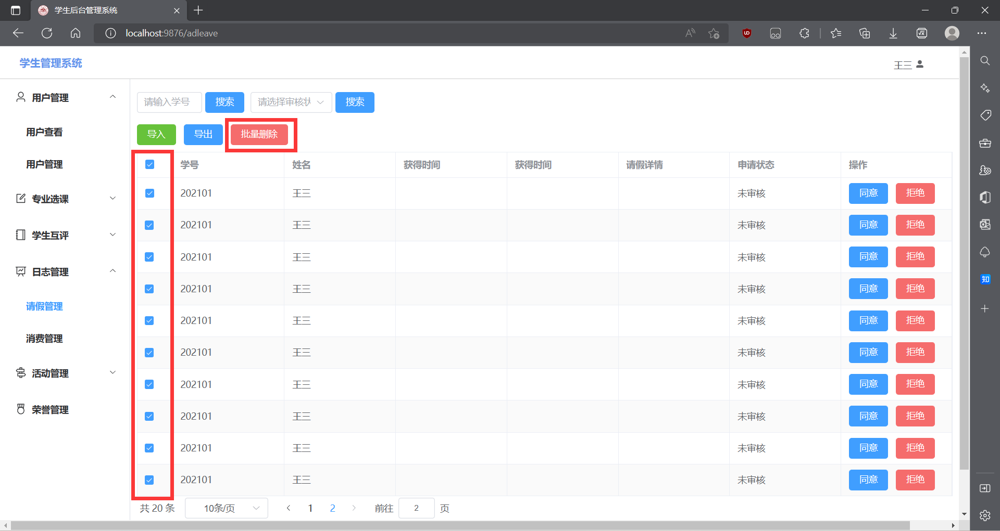 学生后台管理系统
localhost:9876/adleave
学生管理系统
王三
用户管理
用户查看
用户管理
专业选课
学生互评
日志管理
请假管理
消费管理
活动管理
荣誉管理
请输入学号 搜索 请选择审核状 搜索
导入 导出 批量删除
学号 姓名 获得时间 获得时间 请假详情 申请状态 操作
202101 王三 未审核 同意 拒绝
202101 王三 未审核 同意 拒绝
202101 王三 未审核 同意 拒绝
202101 王三 未审核 同意 拒绝
202101 王三 未审核 同意 拒绝
202101 王三 未审核 同意 拒绝
202101 王三 未审核 同意 拒绝
202101 王三 未审核 同意 拒绝
202101 王三 未审核 同意 拒绝
202101 王三 未审核 同意 拒绝
共 20 条 10条/页 1 2 前往 2 页
知